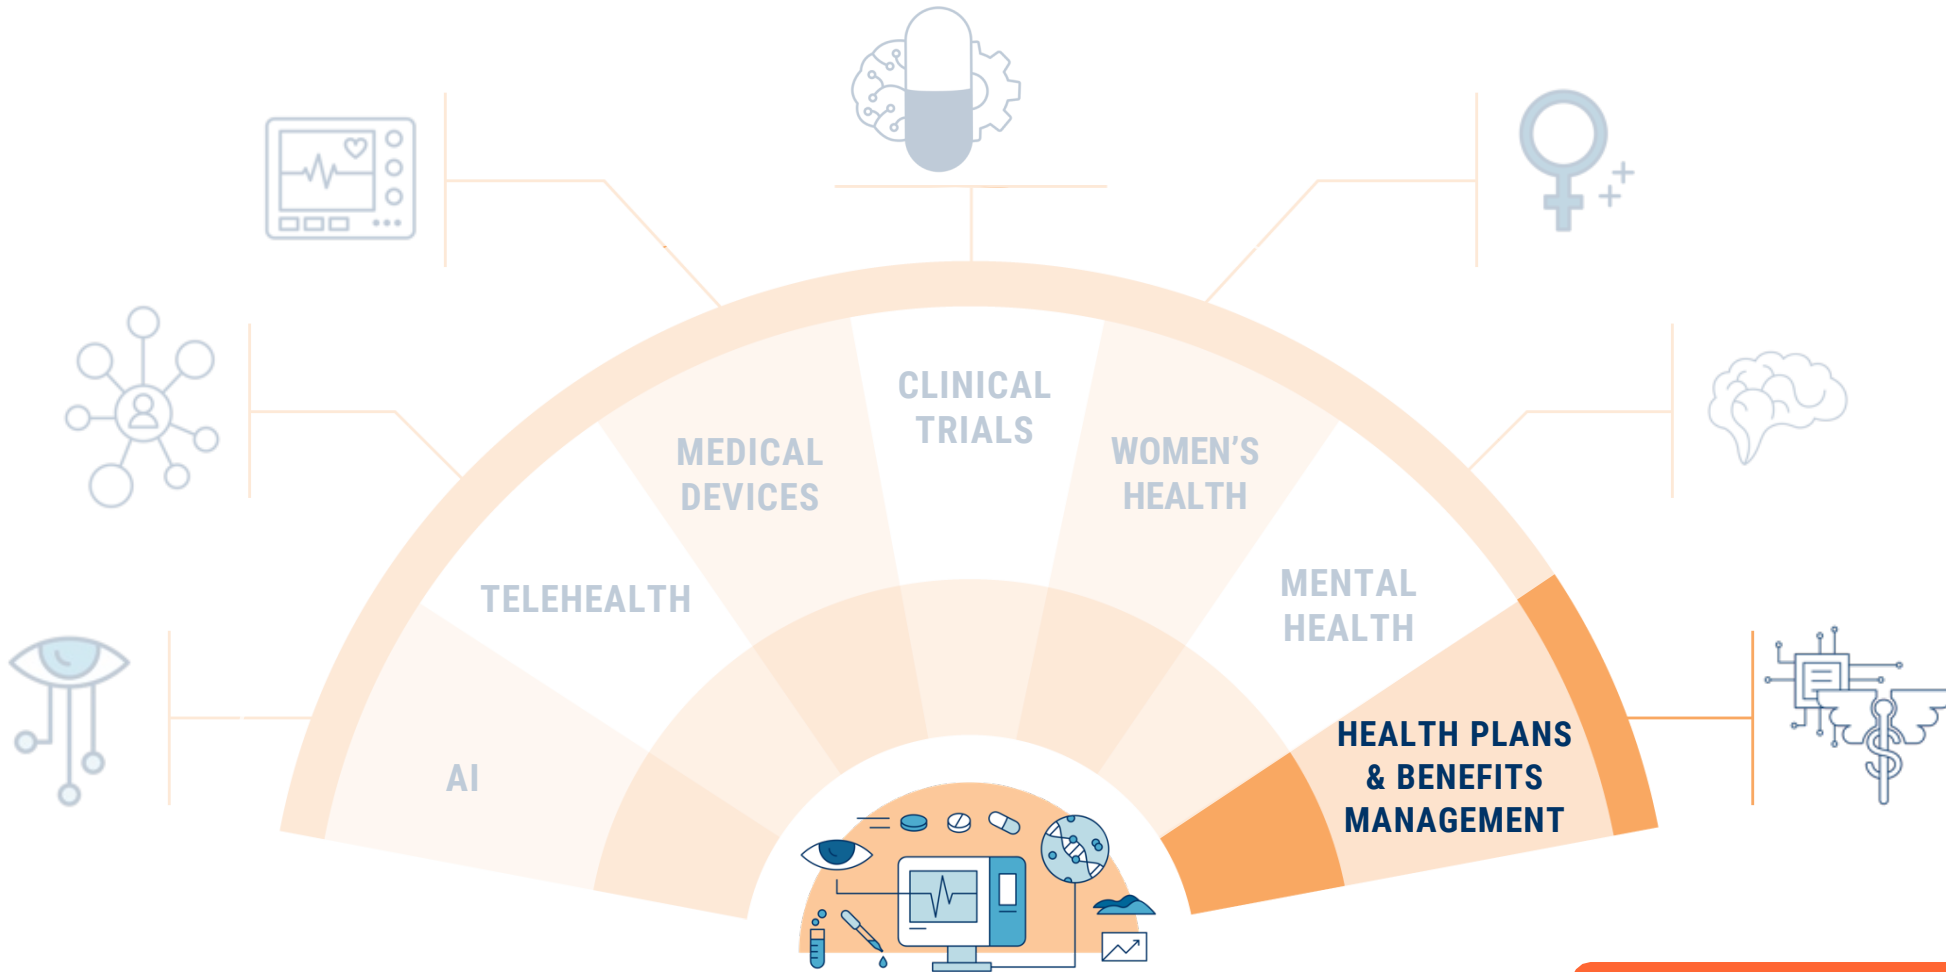 CLINICAL
TRIALS
MEDICAL
DEVICES
WOMEN'S
HEALTH
TELEHEALTH
MENTAL
HEALTH
AI
HEALTH PLANS
& BENEFITS
MANAGEMENT